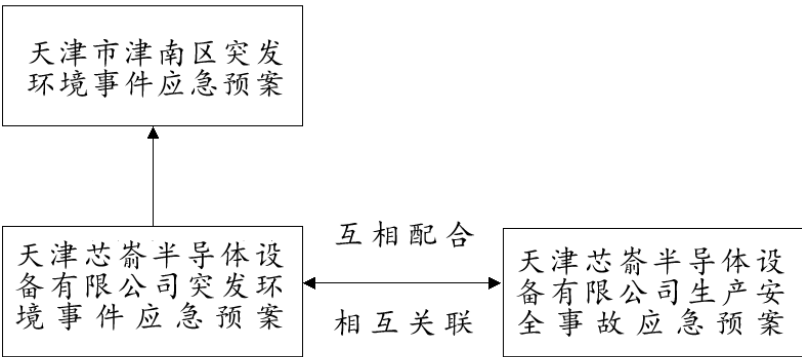 天津市津南区突发
环境事件应急预案
天津芯嵛半导体设
备有限公司突发环
境事件应急预案
互相配合
相互关联
天津芯嵛半导体设
备有限公司生产安
全事故应急预案